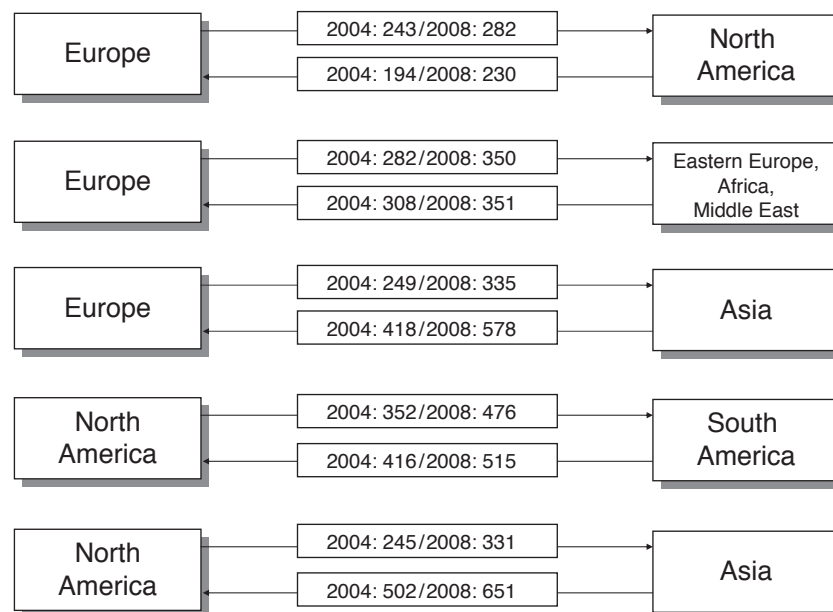 Europe
2004: 243/2008: 282
2004: 194/2008: 230
North
America
Europe
2004: 282/2008: 350
2004: 308/2008: 351
Eastern Europe,
Africa,
Middle East
Europe
2004: 249/2008: 335
2004: 418/2008: 578
Asia
North
America
2004: 352/2008: 476
2004: 416/2008: 515
South
America
North
America
2004: 245/2008: 331
2004: 502/2008: 651
Asia